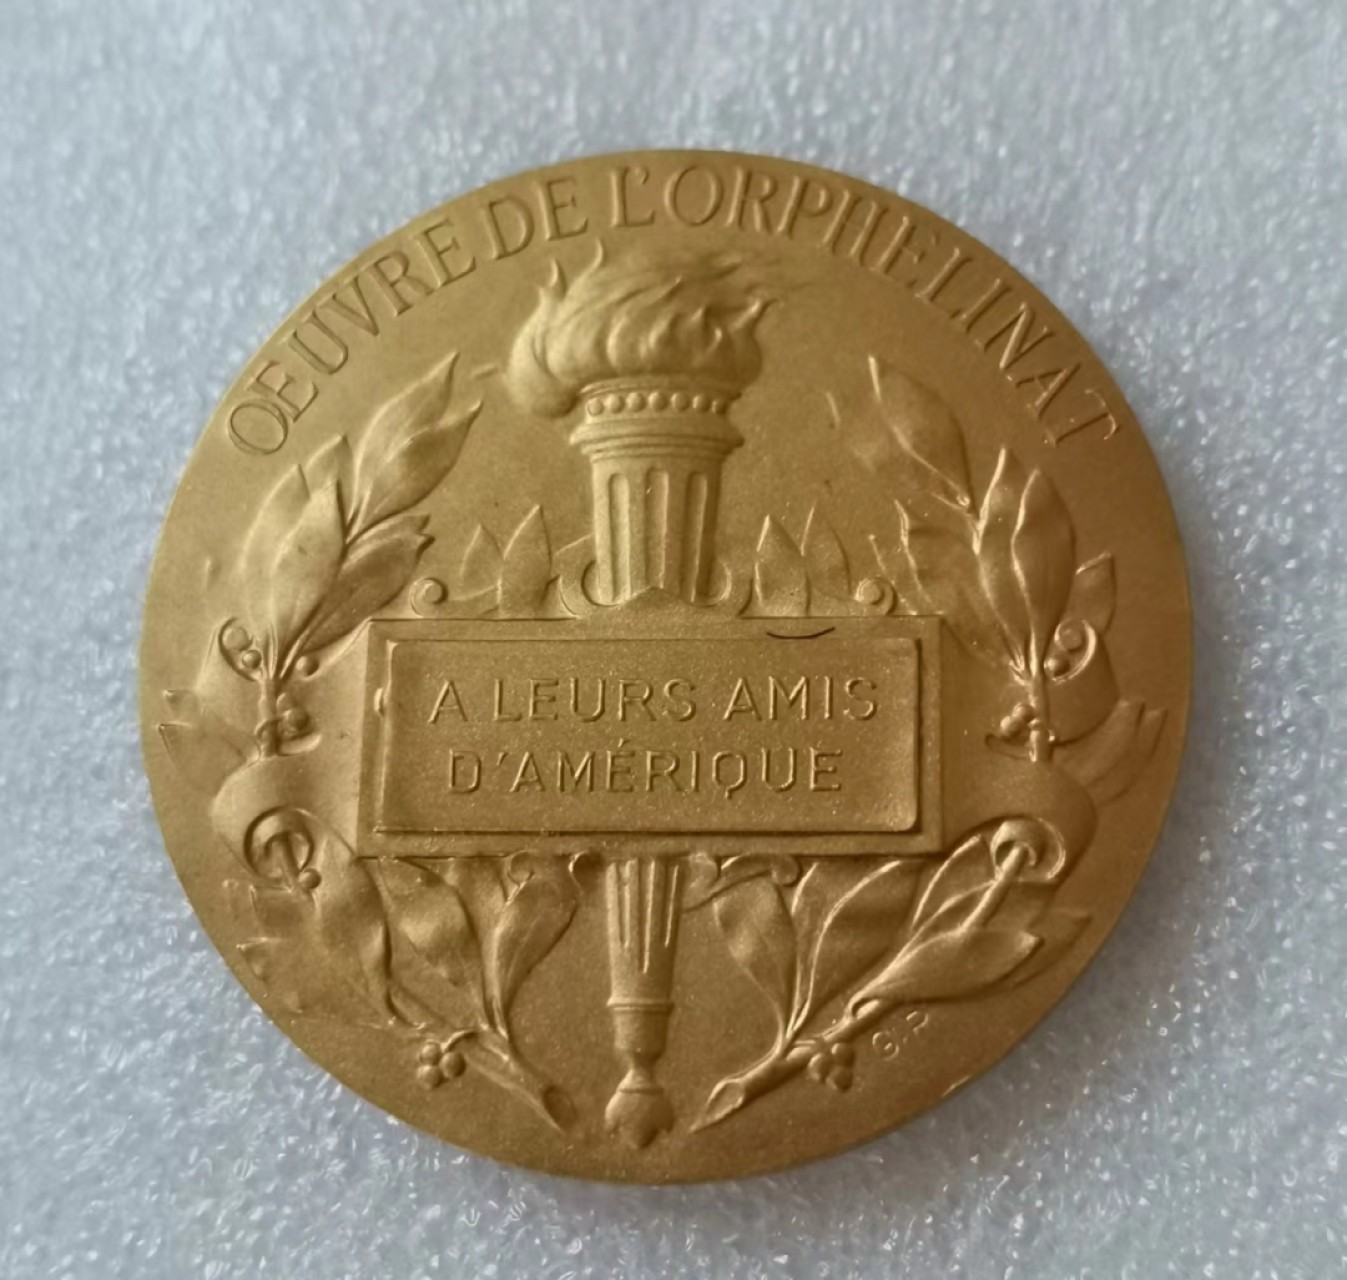 OEUVRE DE L'ORPHELINAT
A LEURS AMIS
D'AMÉRIQUE
G.P